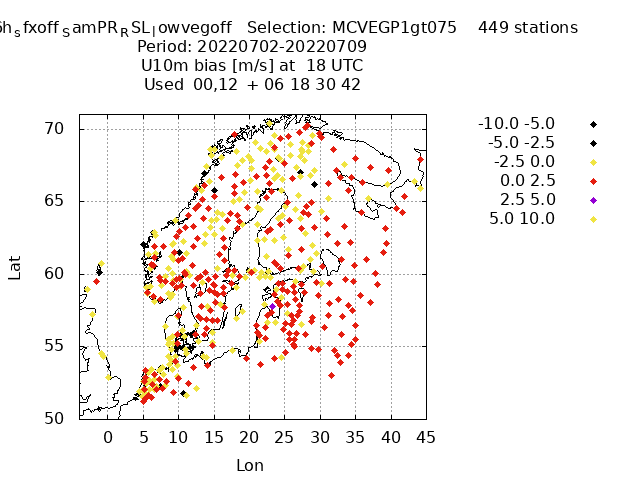 6h_sfxoff_SamPR_RSL_lowvegoff   Selection: MCVEGP1gt075    449 stations
Period: 20220702-20220709
U10m bias [m/s] at  18 UTC
Used  00,12  + 06 18 30 42
-10.0 -5.0
-5.0 -2.5
-2.5 0.0
0.0 2.5
2.5 5.0
5.0 10.0
70
65
60
55
50
Lat
0 5 10 15 20 25 30 35 40 45
Lon